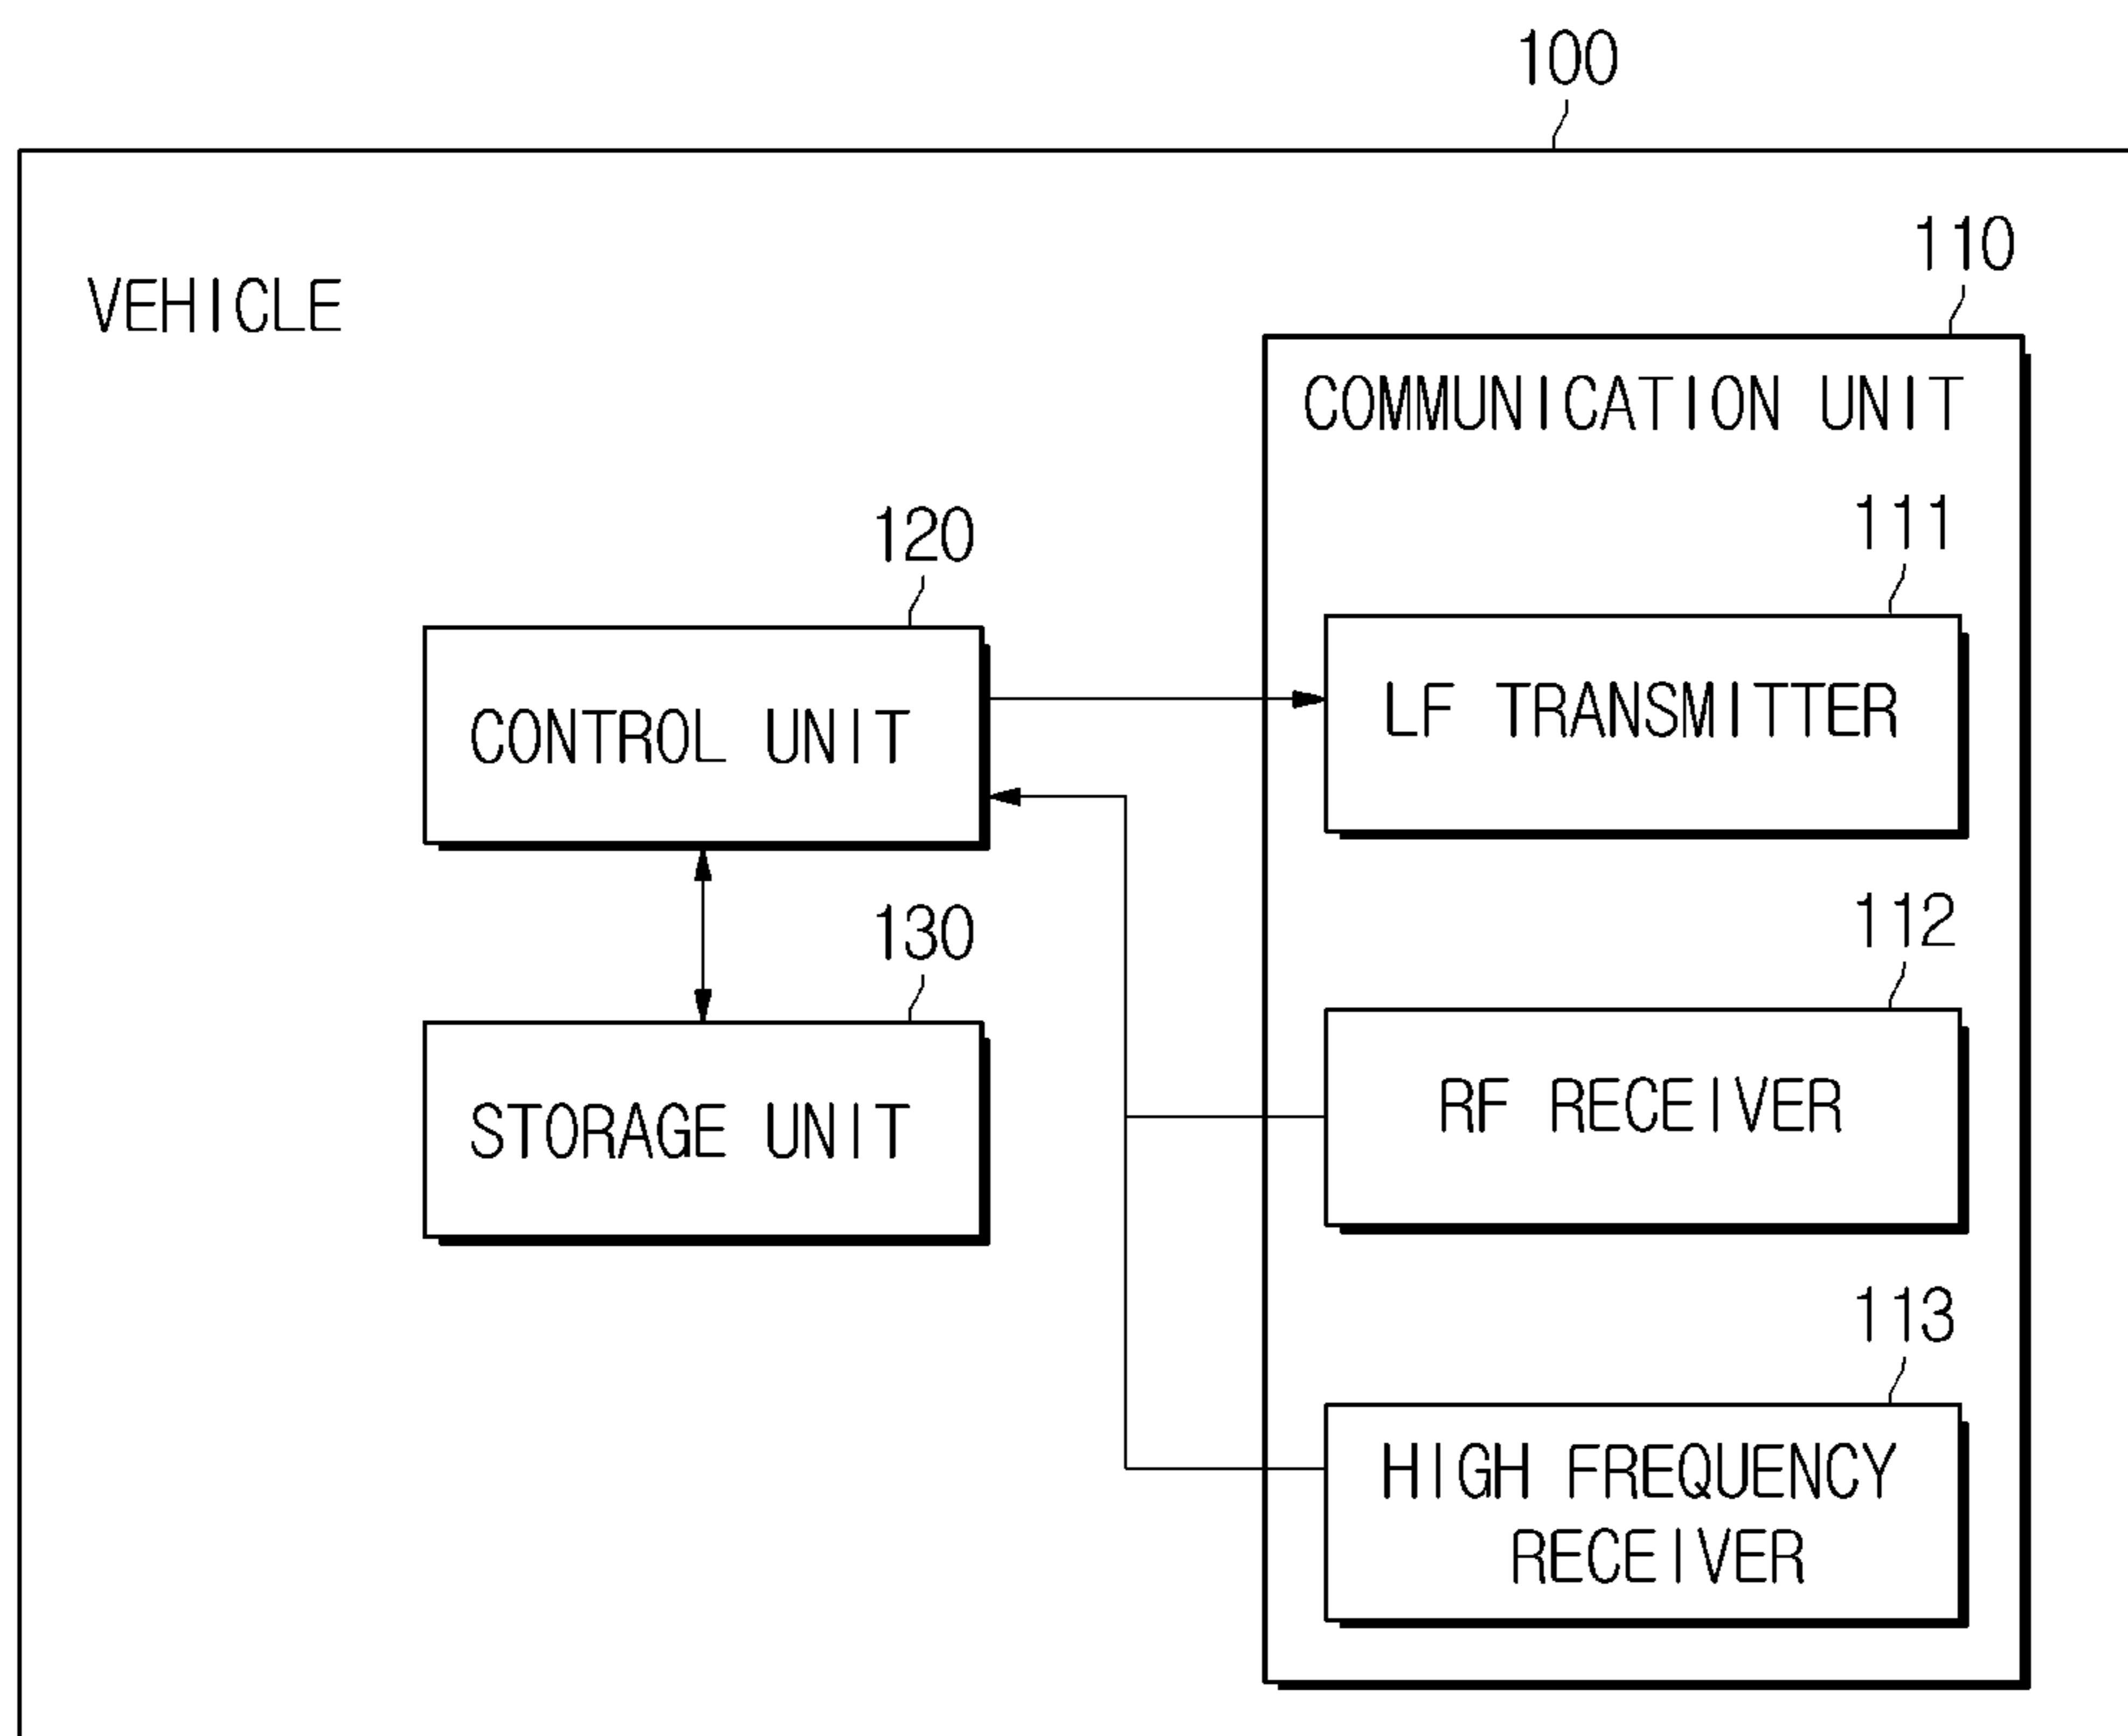 100
VEHICLE
110
COMMUNICATION UNIT
111
LF TRANSMITTER
120
CONTROL UNIT
112
RF RECEIVER
130
STORAGE UNIT
113
HIGH FREQUENCY
RECEIVER